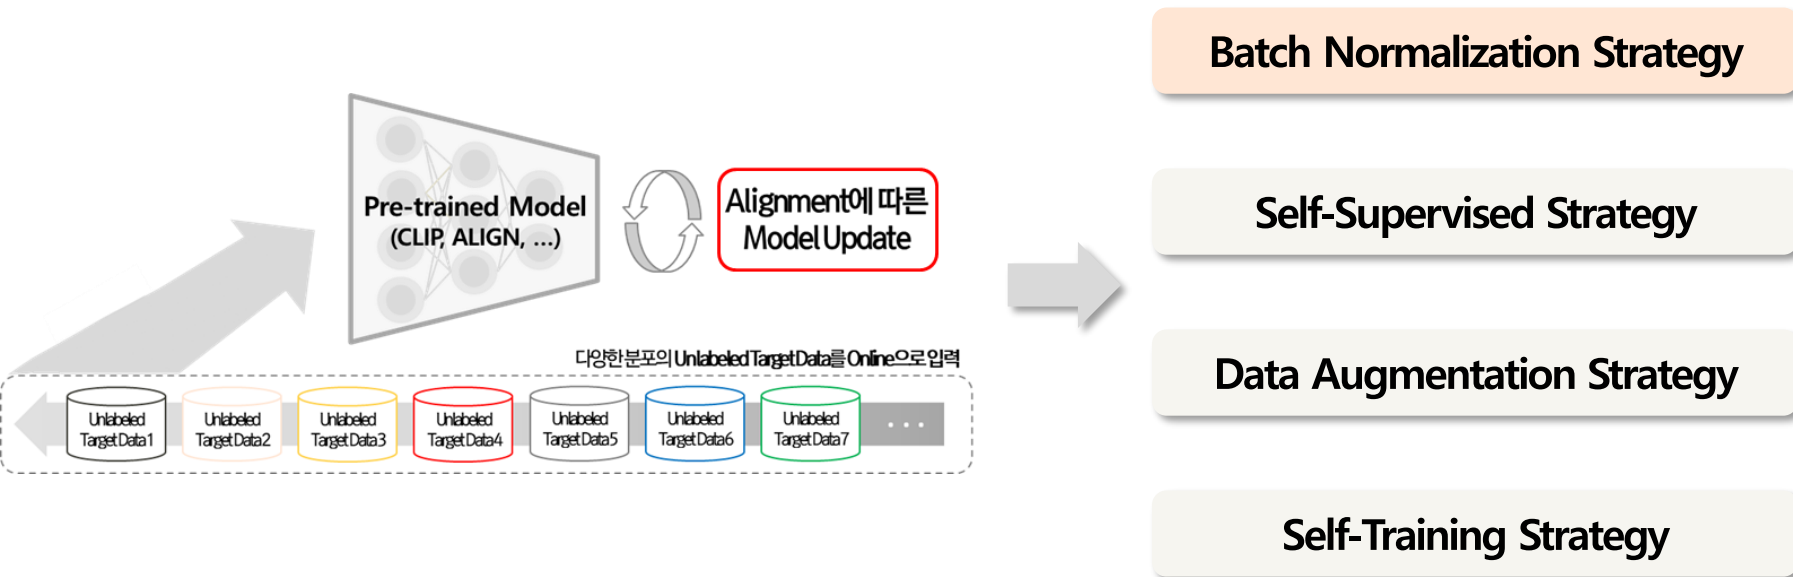 Batch Normalization Strategy
Self-Supervised Strategy
Data Augmentation Strategy
Self-Training Strategy
Pre-trained Model
(CLIP, ALIGN, ...)
Alignment에 따른
Model Update
다양한 분포의 Unlabeled Target Data를 Online으로 입력
Unlabeled
Target Data1
Unlabeled
Target Data2
Unlabeled
Target Data3
Unlabeled
Target Data4
Unlabeled
Target Data5
Unlabeled
Target Data6
Unlabeled
Target Data7
...